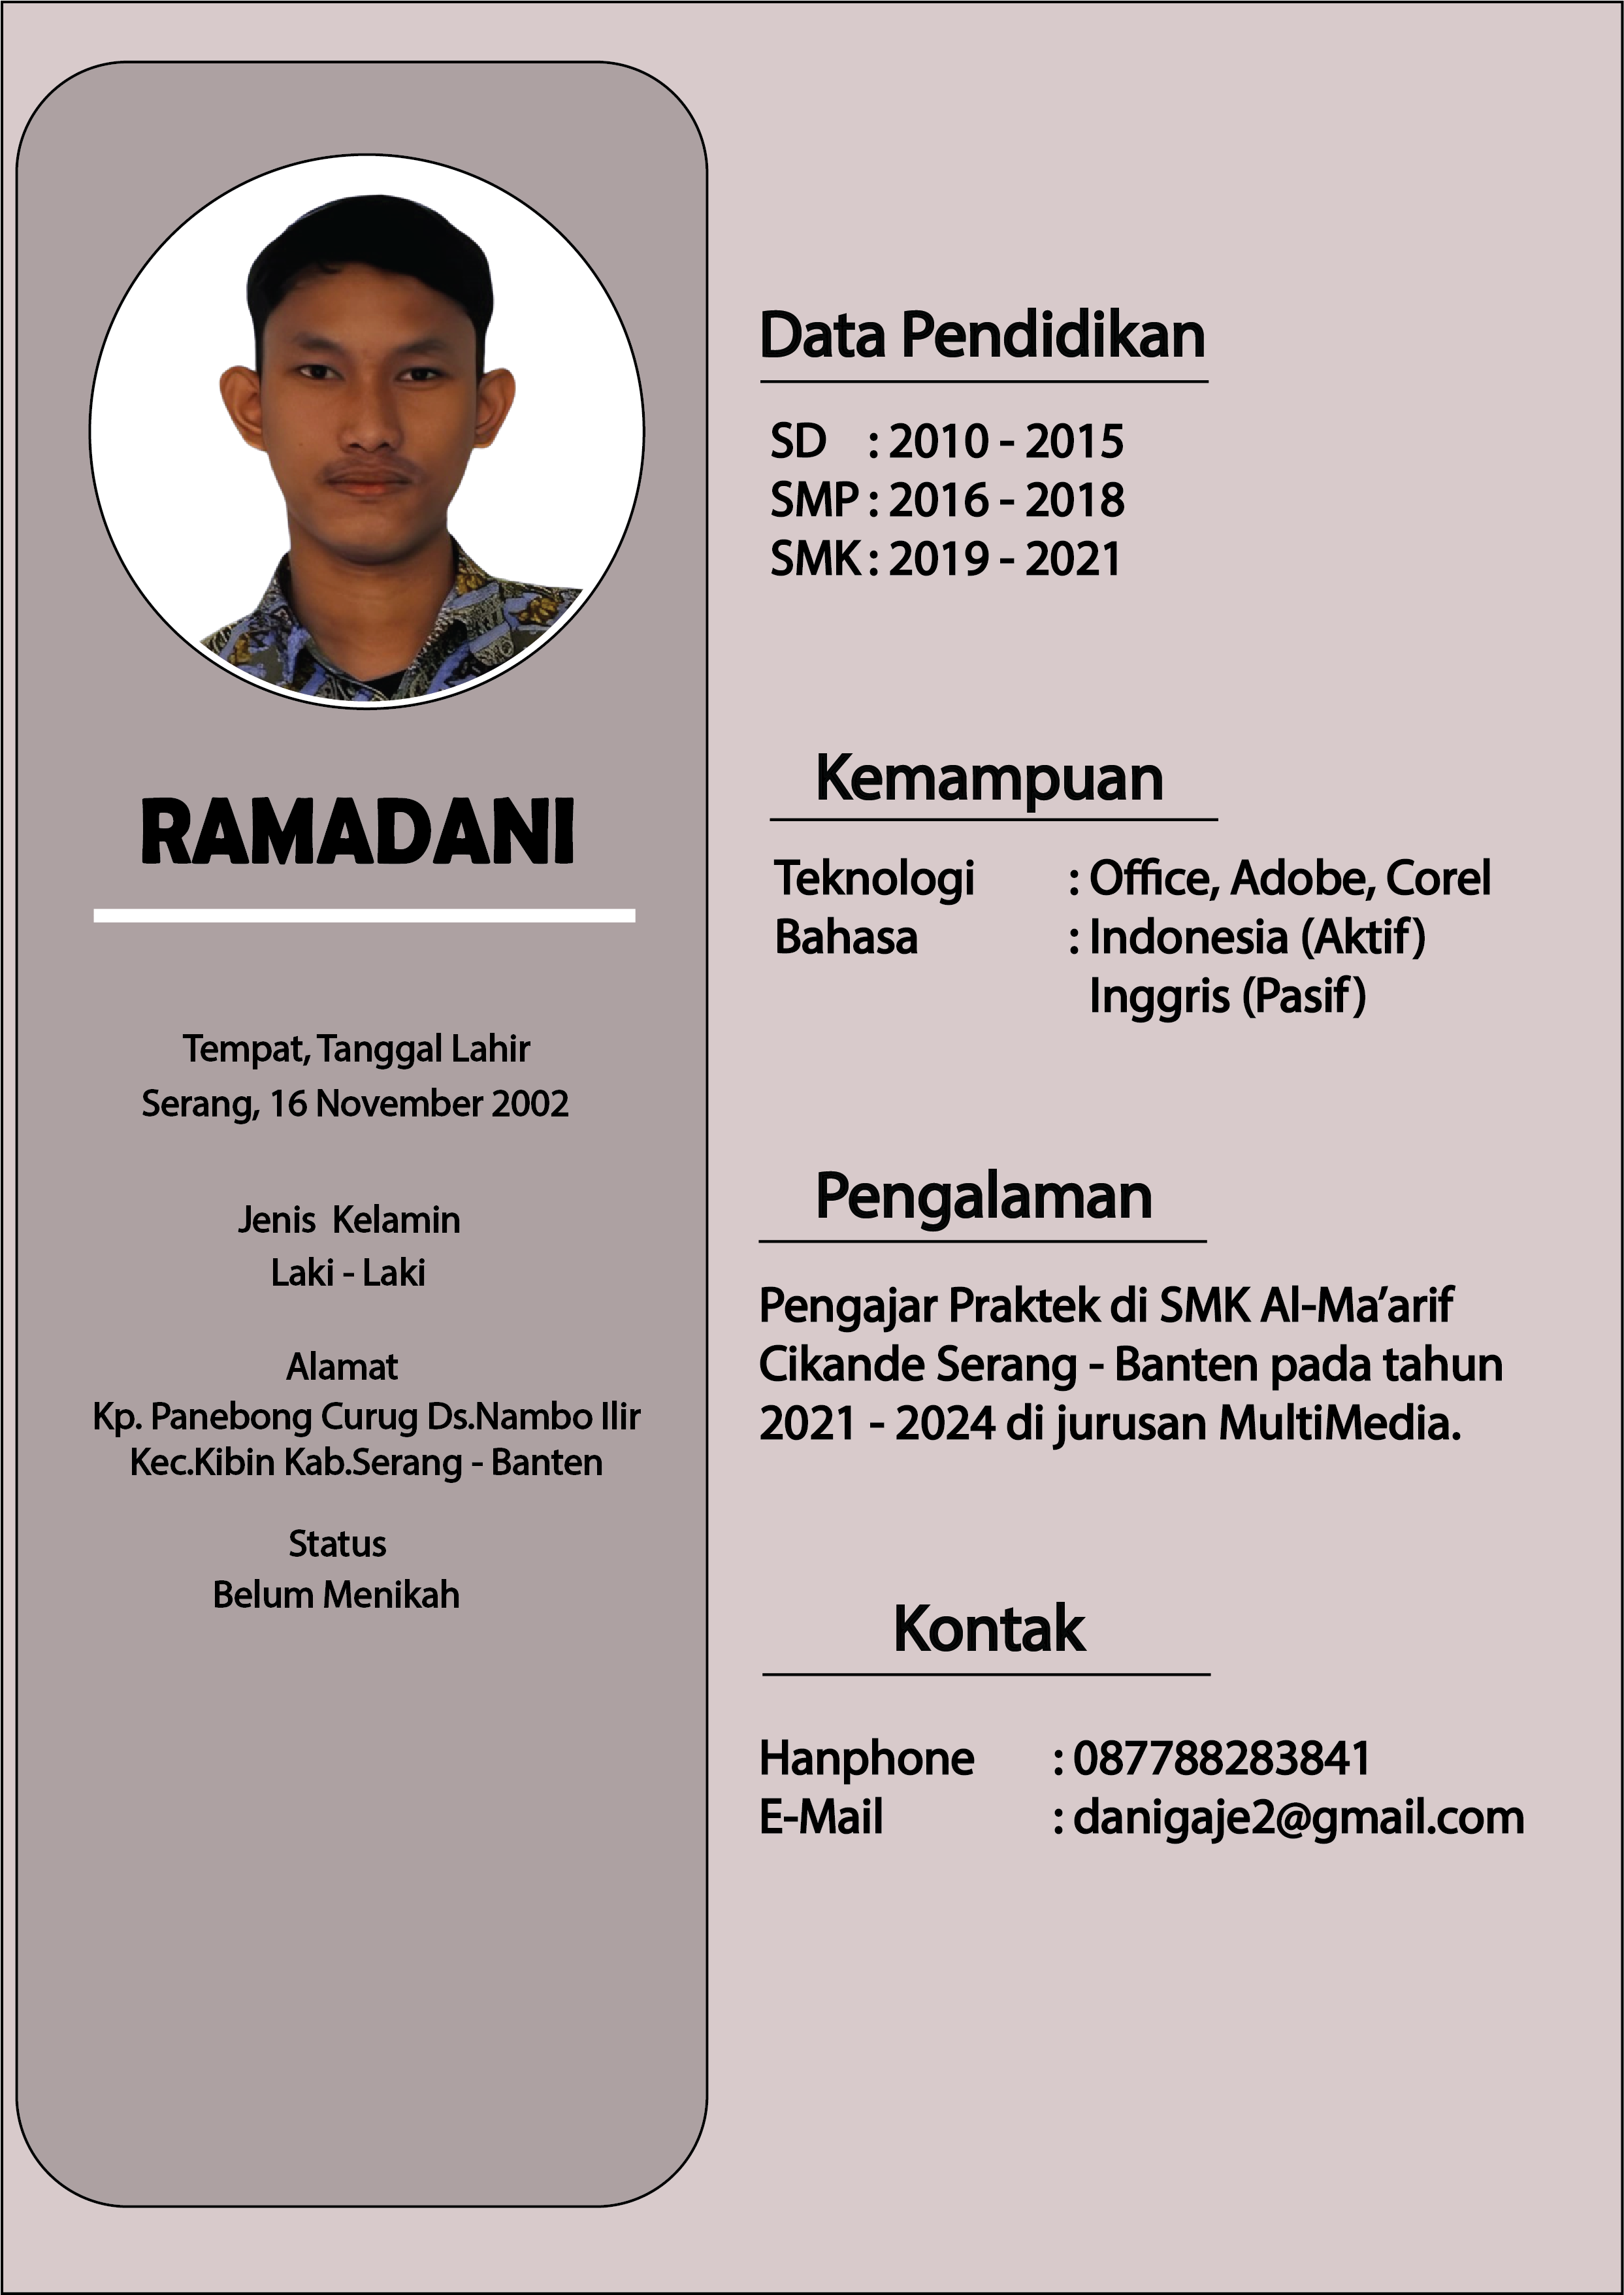 RAMADANI
Tempat, Tanggal Lahir
Serang, 16 November 2002
Jenis Kelamin
Laki - Laki
Alamat
Kp. Panebong Curug Ds.Nambo Ilir
Kec.Kibin Kab.Serang - Banten
Status
Belum Menikah
Data Pendidikan
SD : 2010 - 2015
SMP : 2016 - 2018
SMK : 2019 - 2021
Kemampuan
Teknologi : Office, Adobe, Corel
Bahasa : Indonesia (Aktif)
Inggris (Pasif)
Pengalaman
Pengajar Praktek di SMK Al-Ma’arif
Cikande Serang - Banten pada tahun
2021 - 2024 di jurusan MultiMedia.
Kontak
Hanphone : 087788283841
E-Mail : danigaje2@gmail.com